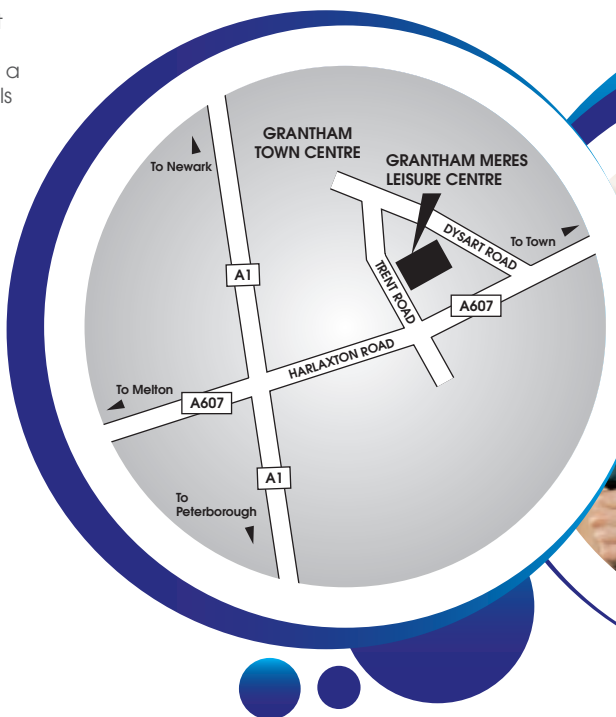 t
a
ls
GRANTHAM
TOWN CENTRE
To Newark
GRANTHAM MERES
LEISURE CENTRE
DYSART ROAD
To Town
A1
TRENT ROAD
A607
HARLAXTON ROAD
To Melton
A607
A1
To
Peterborough